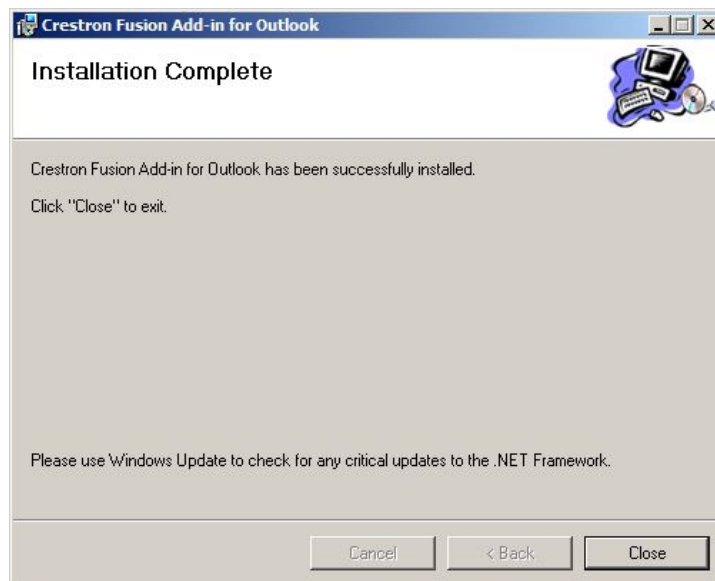 Crestron Fusion Add-in for Outlook
Installation Complete
Crestron Fusion Add-in for Outlook has been successfully installed.
Click "Close" to exit.
Please use Windows Update to check for any critical updates to the .NET Framework.
Cancel
< Back
Close